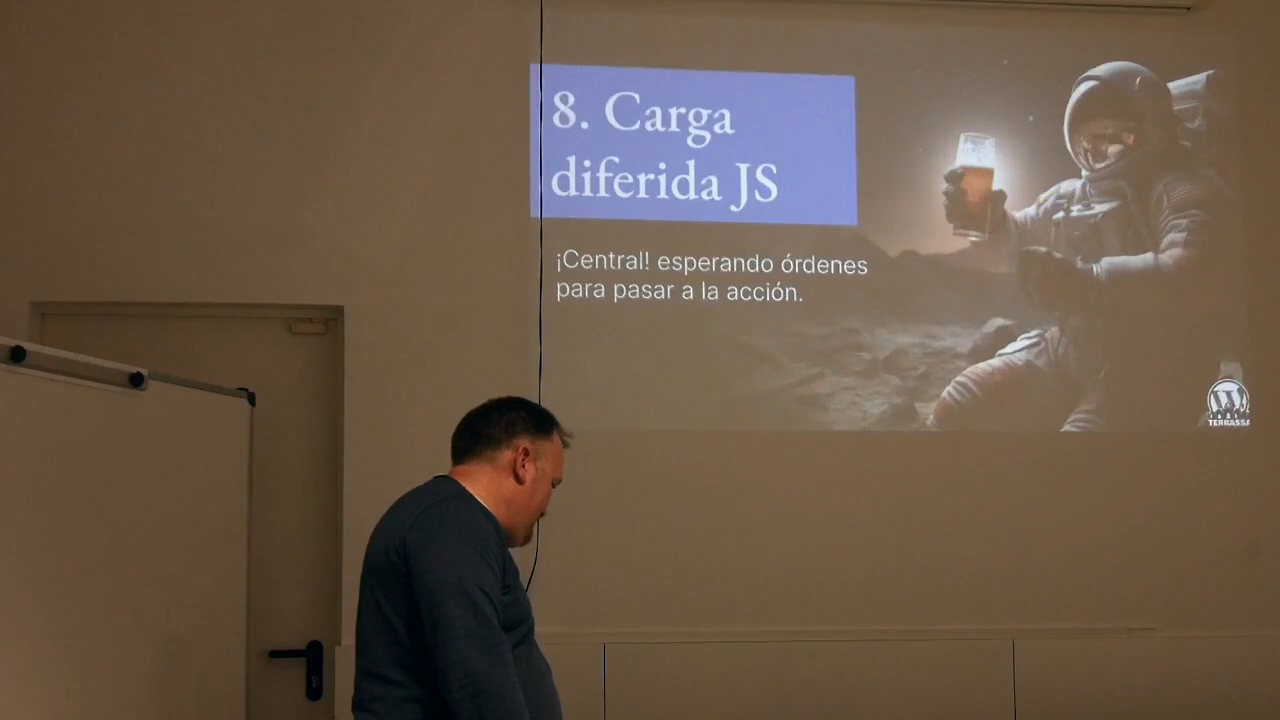 8. Carga
diferida JS
¡Central! esperando órdenes
para pasar a la acción.
TERRASSA